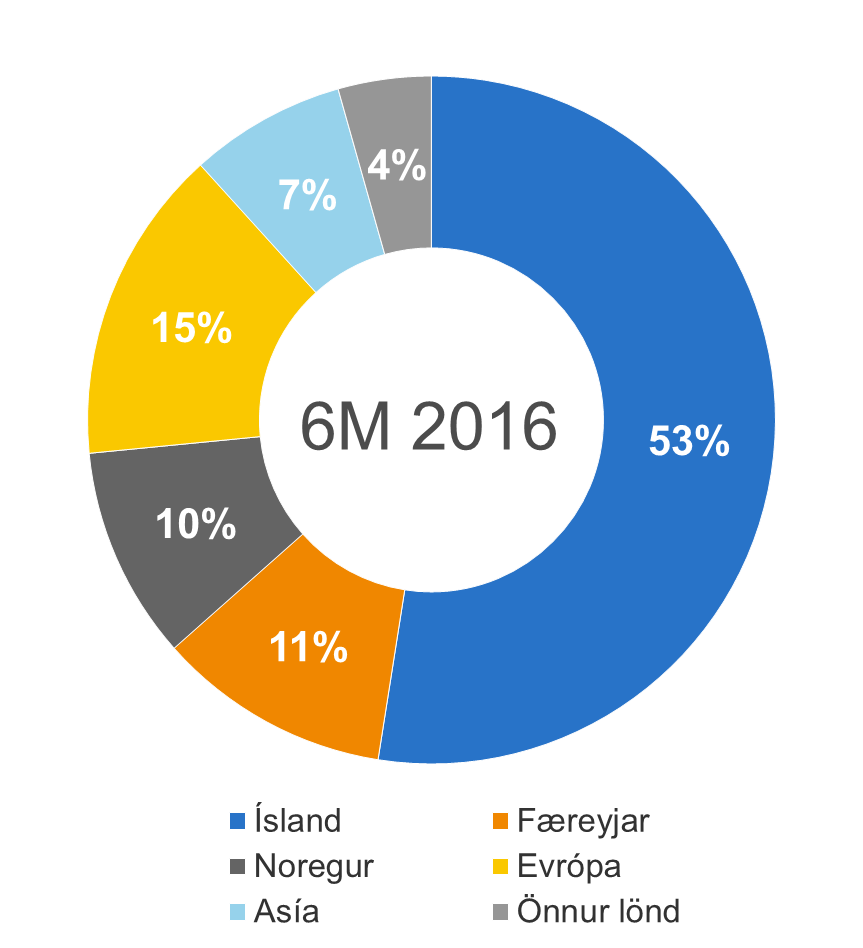 4%
7%
15%
6M 2016
53%
10%
11%
Ísland
Færeyjar
Noregur
Evrópa
Asía
Önnur lönd